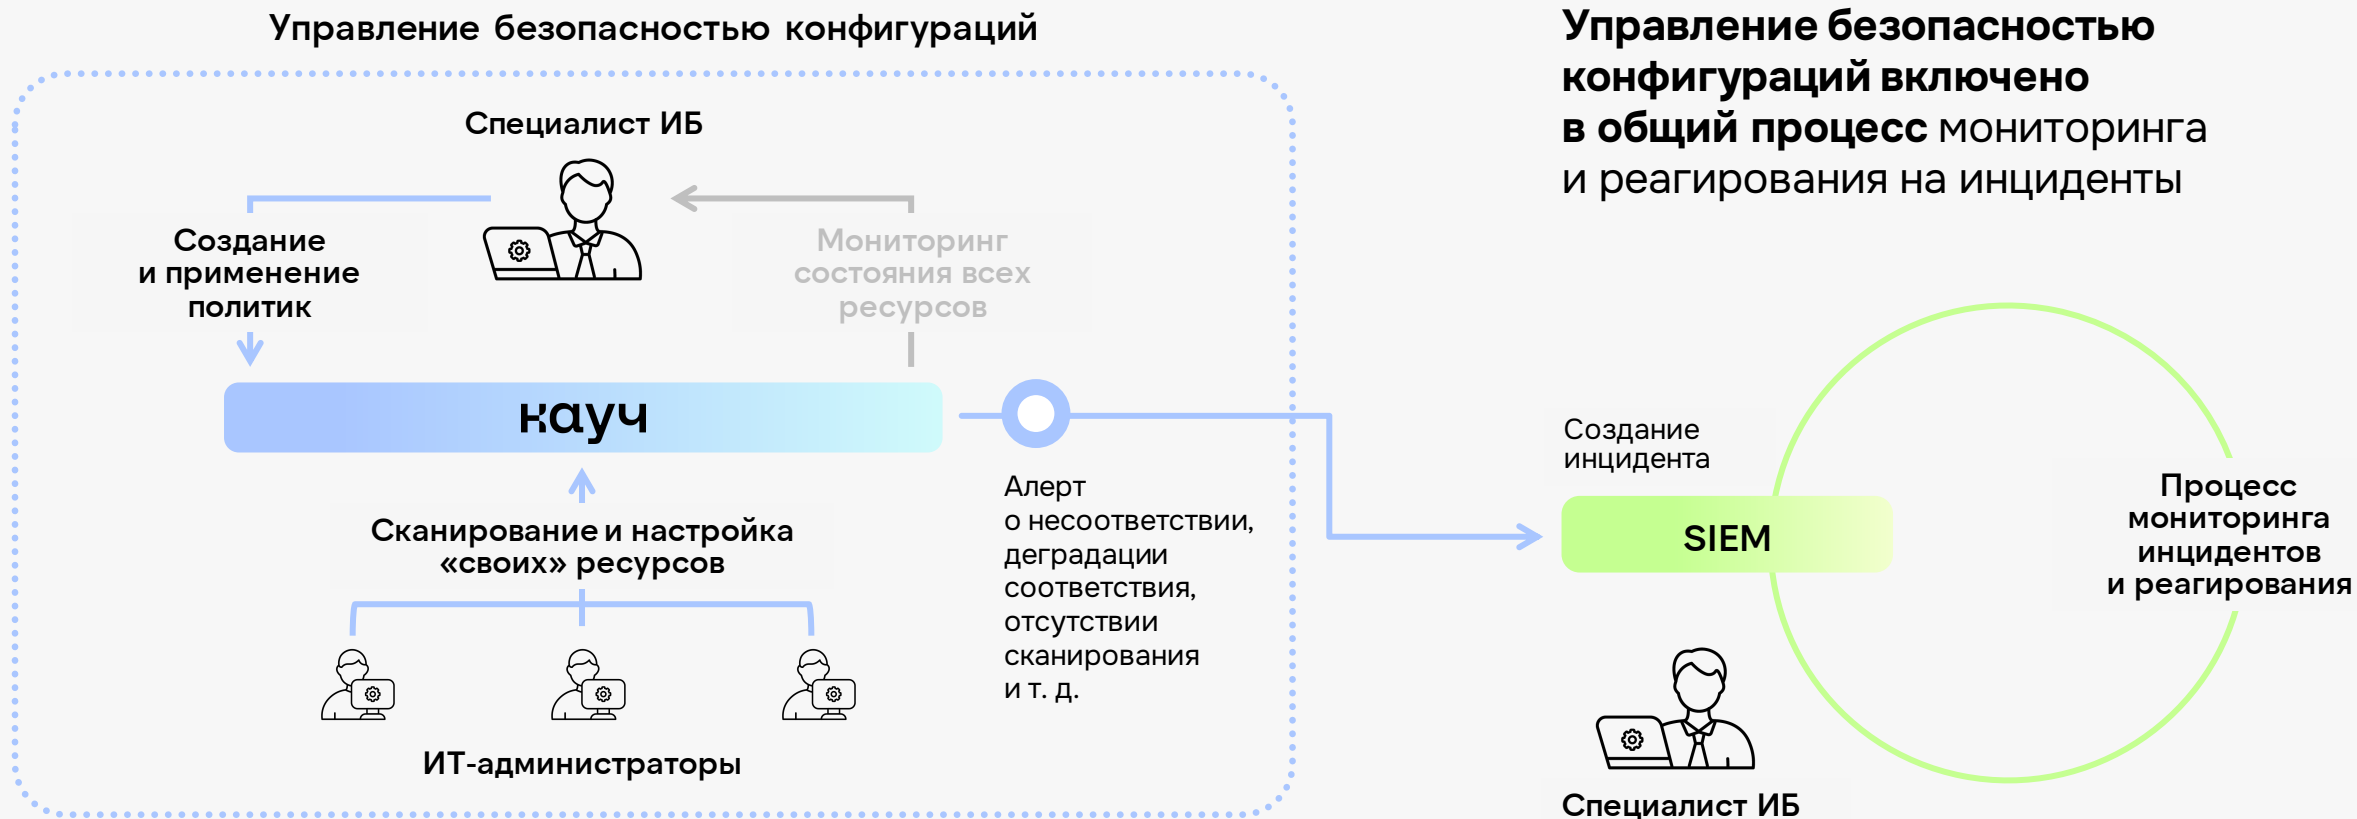 Управление безопасностью конфигураций
Специалист ИБ
Создание
и применение
политик
Мониторинг
состояния всех
ресурсов
кауч
Сканирование и настройка
«своих» ресурсов
ИТ-администраторы
Алерт
о несоответствии,
деградации
соответствия,
отсутствии
сканирования
и т. д.
Управление безопасностью
конфигураций включено
в общий процесс мониторинга
и реагирования на инциденты
Создание
инцидента
SIEM
Процесс
мониторинга
инцидентов
и реагирования
Специалист ИБ